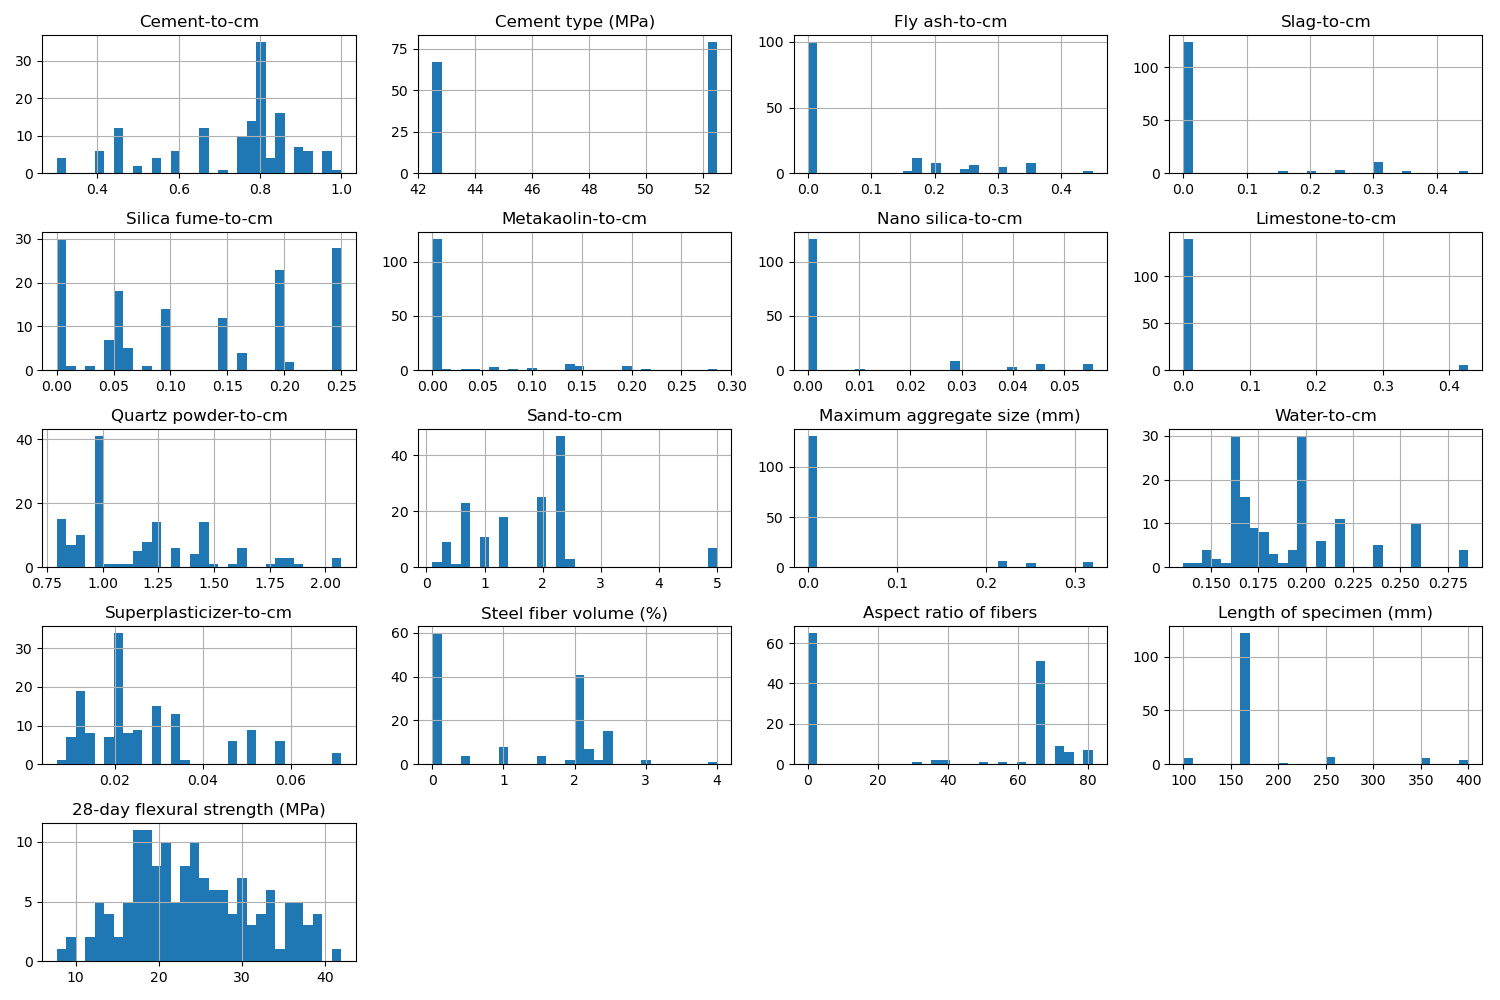 Cement-to-cm
Cement type (MPa)
Fly ash-to-cm
Slag-to-cm
30
20
10
0
0.4 0.6 0.8 1.0
75
50
25
0
42 44 46 48 50 52
100
50
0
0.0 0.1 0.2 0.3 0.4
100
50
0
0.0 0.1 0.2 0.3 0.4
Silica fume-to-cm
Metakaolin-to-cm
Nano silica-to-cm
Limestone-to-cm
30
20
10
0
0.00 0.05 0.10 0.15 0.20 0.25
100
50
0
0.00 0.05 0.10 0.15 0.20 0.25 0.30
100
50
0
0.00 0.01 0.02 0.03 0.04 0.05
100
50
0
0.0 0.1 0.2 0.3 0.4
Quartz powder-to-cm
Sand-to-cm
Maximum aggregate size (mm)
Water-to-cm
40
20
0
0.75 1.00 1.25 1.50 1.75 2.00
40
20
0
0 1 2 3 4 5
100
50
0
0.0 0.1 0.2 0.3
30
20
10
0
0.150 0.175 0.200 0.225 0.250 0.275
Superplasticizer-to-cm
Steel fiber volume (%)
Aspect ratio of fibers
Length of specimen (mm)
30
20
10
0
0.02 0.04 0.06
60
40
20
0
0 1 2 3 4
60
40
20
0
0 20 40 60 80
100
50
0
100 150 200 250 300 350 400
28-day flexural strength (MPa)
10
5
0
10 20 30 40